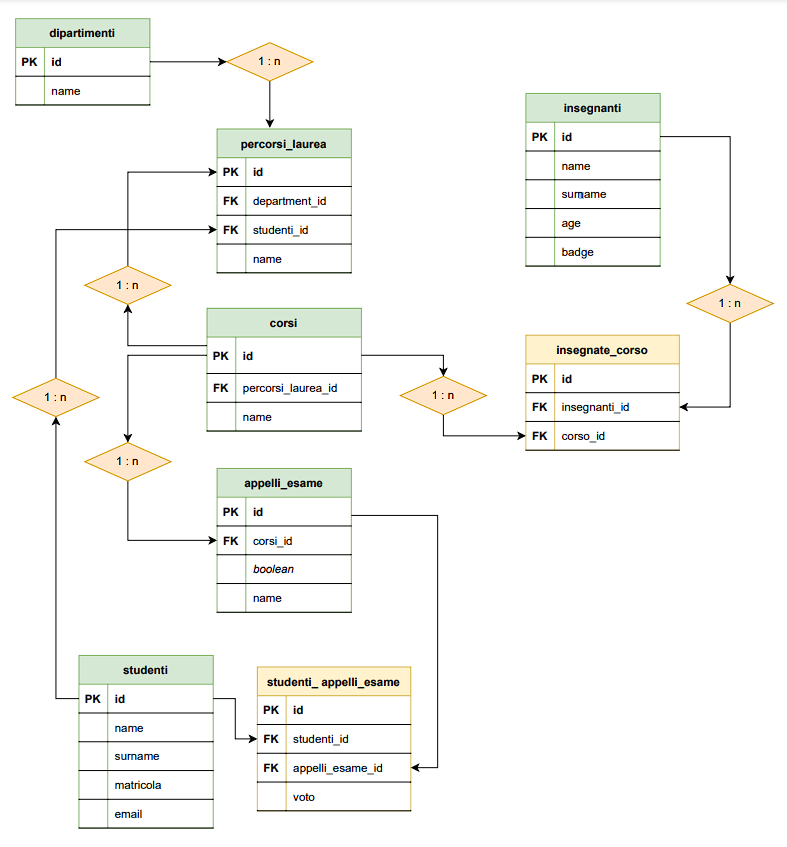 dipartimenti
PK id
name
1 : n
percorsi_laurea
PK id
FK department_id
FK studenti_id
name
insegnanti
PK id
name
surname
age
badge
1 : n
1 : n
corsi
PK id
FK percorsi_laurea_id
name
insegnate_corso
PK id
FK insegnanti_id
FK corso_id
1 : n
1 : n
1 : n
appelli_esame
PK id
FK corsi_id
boolean
name
studenti
PK id
name
surname
matricola
email
studenti_ appelli_esame
PK id
FK studenti_id
FK appelli_esame_id
voto